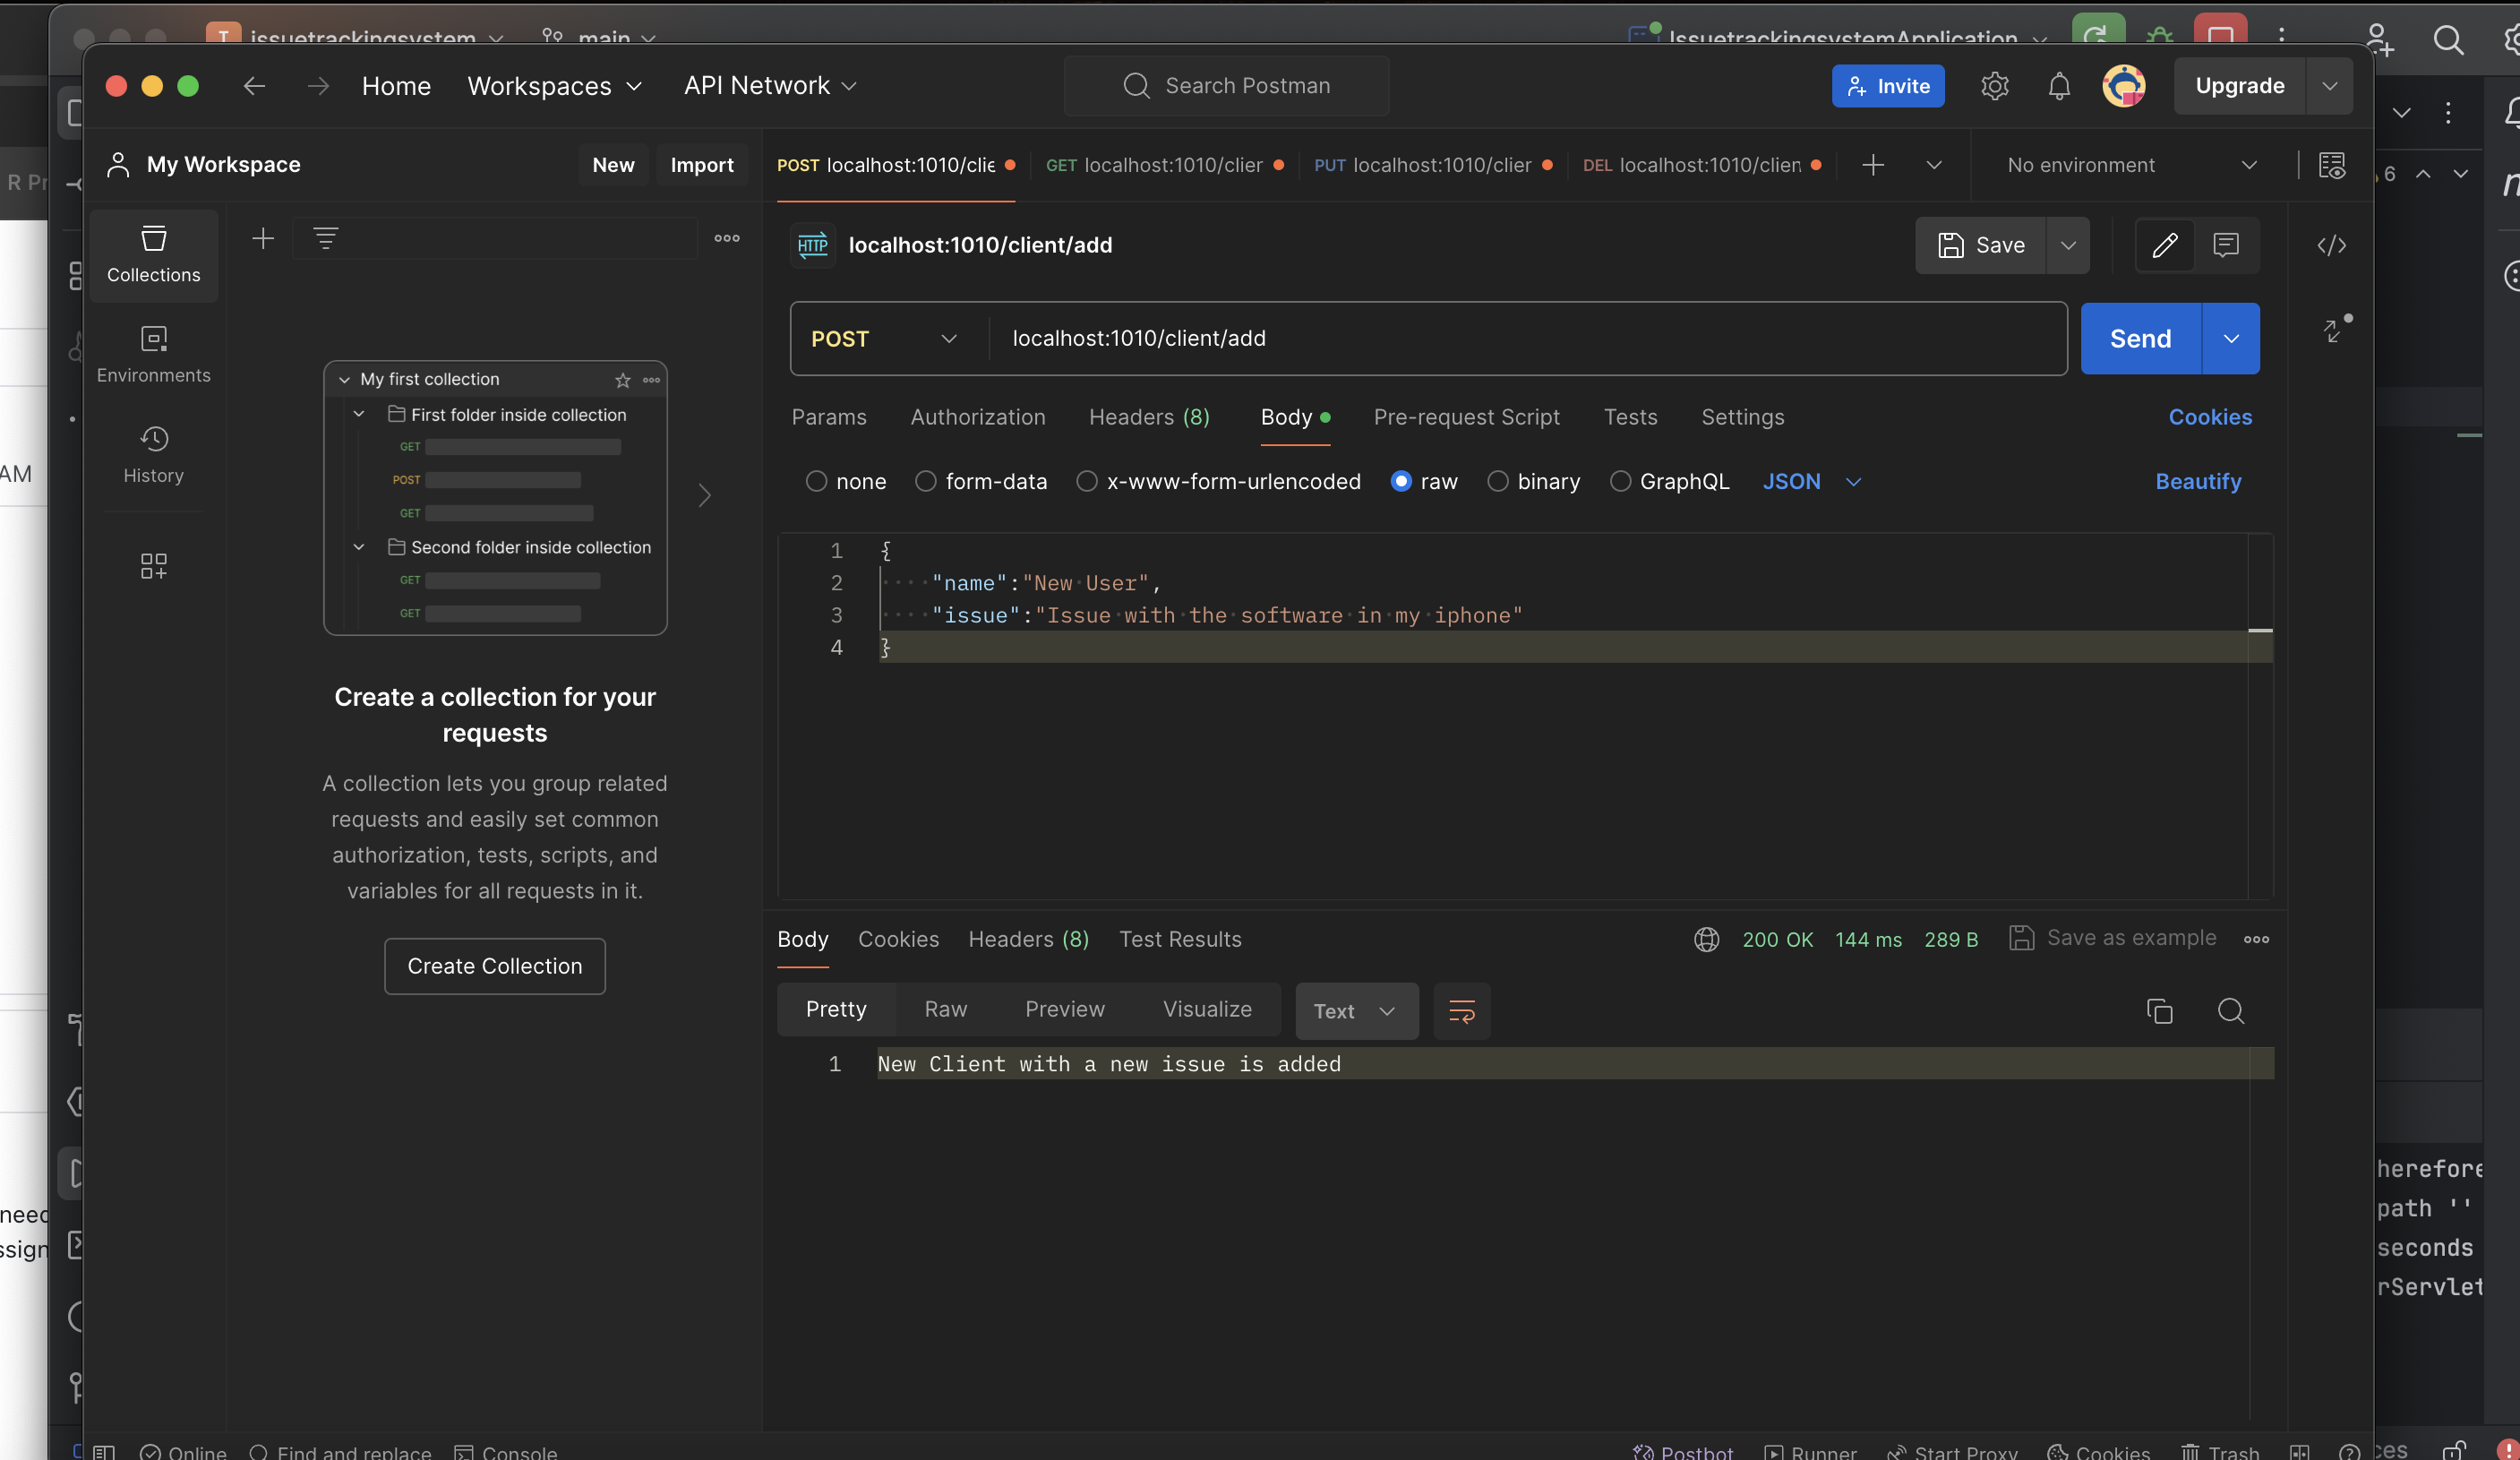 issuetrackingsystem main IssuetrackingsystemApplication
Home Workspaces API Network Search Postman Invite Upgrade
My Workspace New Import
POST localhost:1010/clie GET localhost:1010/clier PUT localhost:1010/clier DEL localhost:1010/clien No environment
6
R Pr
Collections
HTTP localhost:1010/client/add Save
Environments
POST localhost:1010/client/add Send
My first collection
First folder inside collection
GET
POST
GET
Second folder inside collection
GET
GET
Params Authorization Headers (8) Body Pre-request Script Tests Settings Cookies
AM
History
none form-data x-www-form-urlencoded raw binary GraphQL JSON Beautify
1 {
2 "name":"New User",
3 "issue":"Issue with the software in my iphone"
4 }
Create a collection for your
requests
A collection lets you group related
requests and easily set common
authorization, tests, scripts, and
variables for all requests in it.
Create Collection
Body Cookies Headers (8) Test Results 200 OK 144 ms 289 B Save as example
Pretty Raw Preview Visualize Text
1 New Client with a new issue is added
herefore
path ''
seconds
rServlet
need
ssign
Online Find and replace Console Postbot Runner Start Proxy Cookies Trash
ces